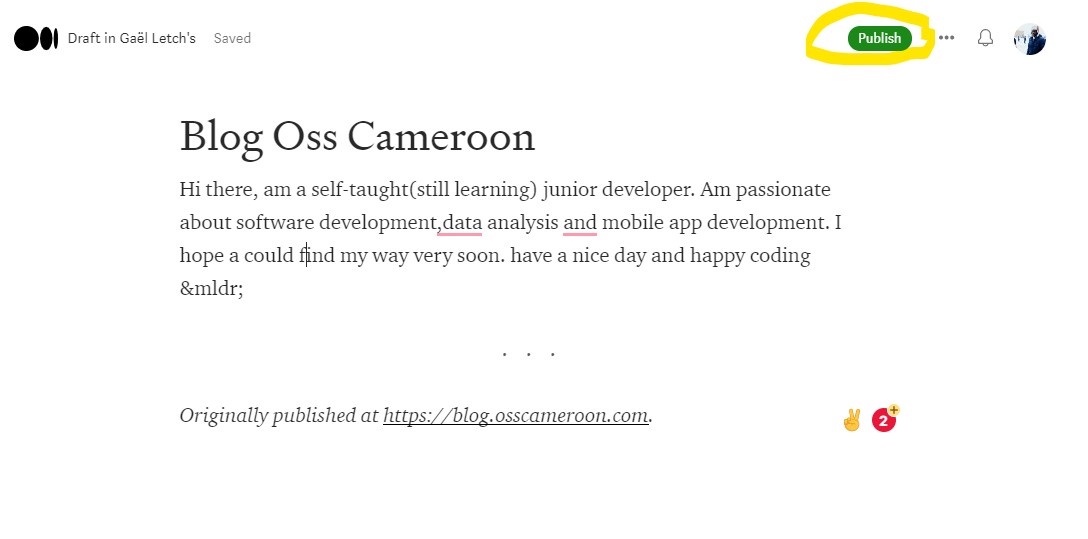 Draft in Gaël Letch's Saved Publish
Blog Oss Cameroon
Hi there, am a self-taught(still learning) junior developer. Am passionate
about software development,data analysis and mobile app development. I
hope a could find my way very soon. have a nice day and happy coding
&mldr;
. . .
Originally published at https://blog.osscameroon.com.
2